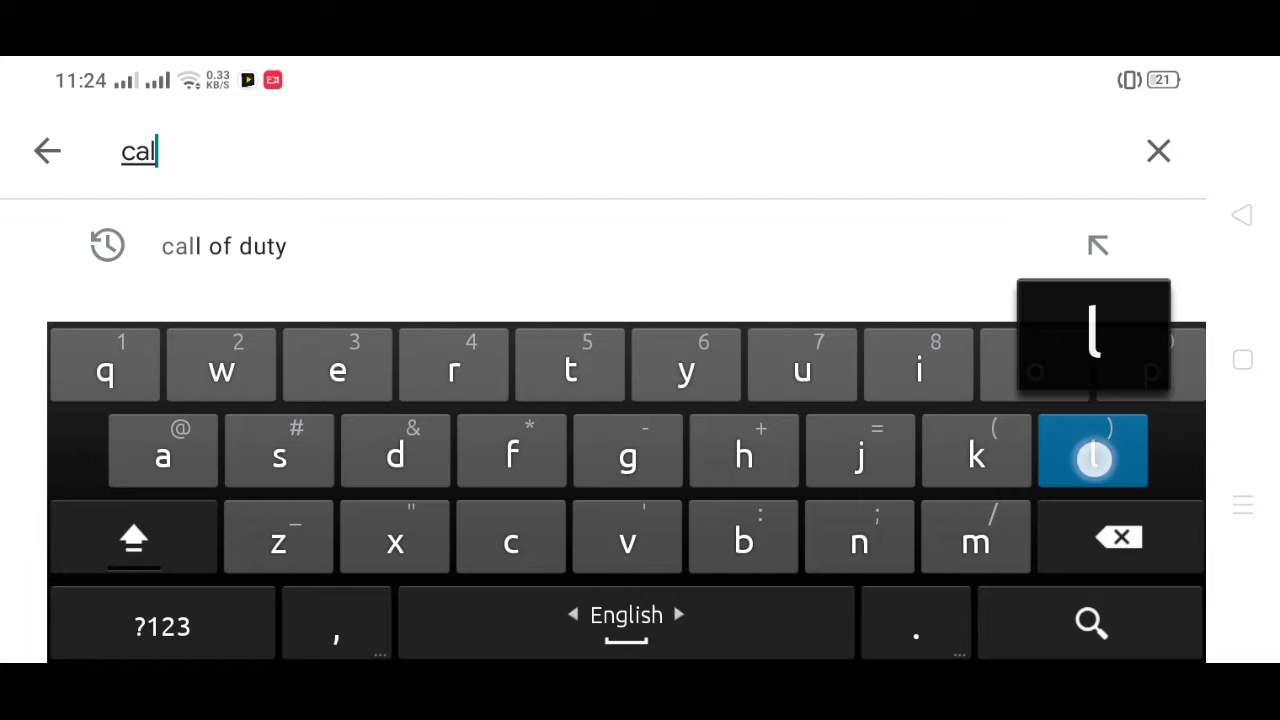 11:24 0.33 KB/S 21
cal
call of duty
l
1 2 3 4 5 6 7 8
q w e r t y u i o p
@ # & * - + = ( )
a s d f g h j k l
_ " ' : ; /
z x c v b n m
?123 , ... English . ...